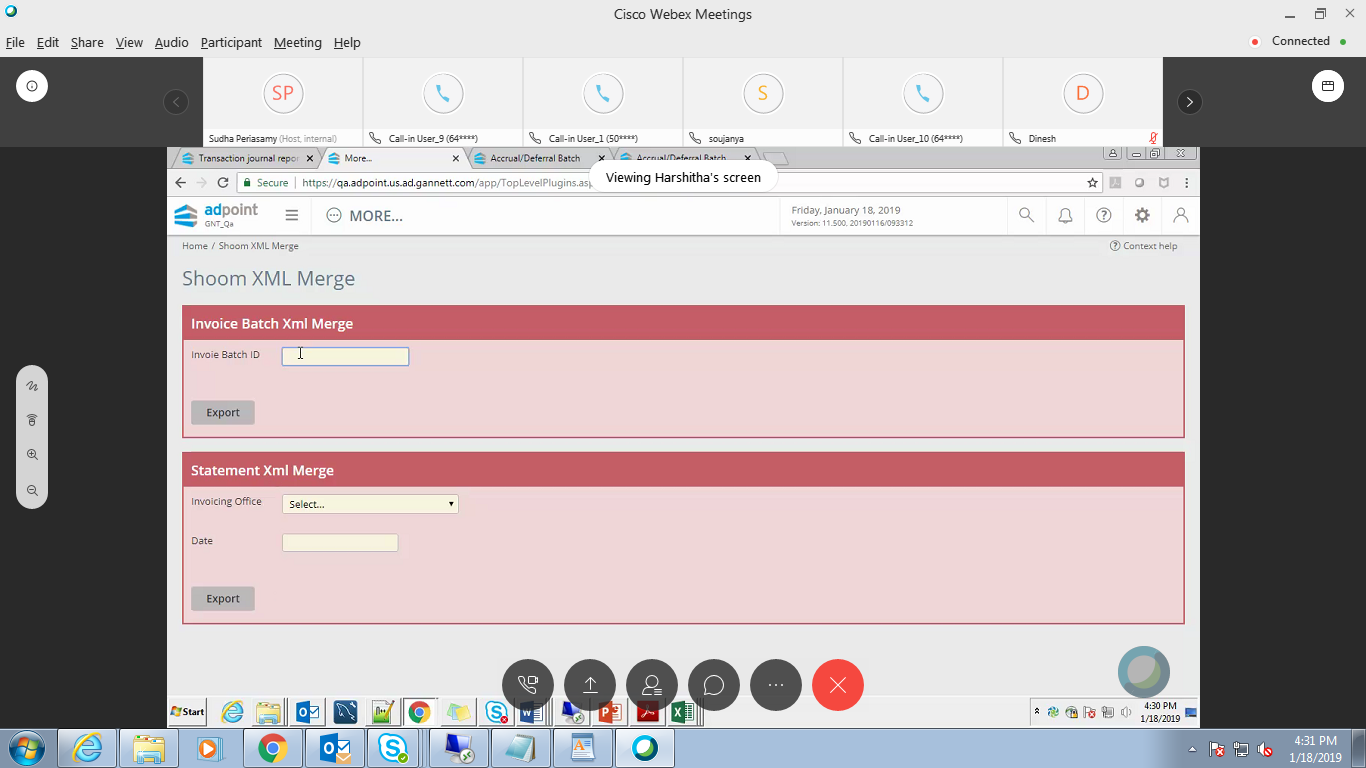 Cisco Webex Meetings
File Edit Share View Audio Participant Meeting Help
Connected
SP S D
Sudha Periasamy (Host, internal) Call-in User_9 (64****) Call-in User_1 (50****) soujanya Call-in User_10 (64****) Dinesh
Transaction journal repor More... Accrual/Deferral Batch Accrual/Deferral Batch
Viewing Harshitha's screen
Secure https://qa.adpoint.us.ad.gannett.com/app/TopLevelPlugins.asp
adpoint
GNT_Qa
MORE...
Friday, January 18, 2019
Version: 11.500, 20190116/093312
Home / Shoom XML Merge
Context help
Shoom XML Merge
Invoice Batch Xml Merge
Invoie Batch ID
Export
Statement Xml Merge
Invoicing Office Select...
Date
Export
Start
4:30 PM
1/18/2019
4:31 PM
1/18/2019